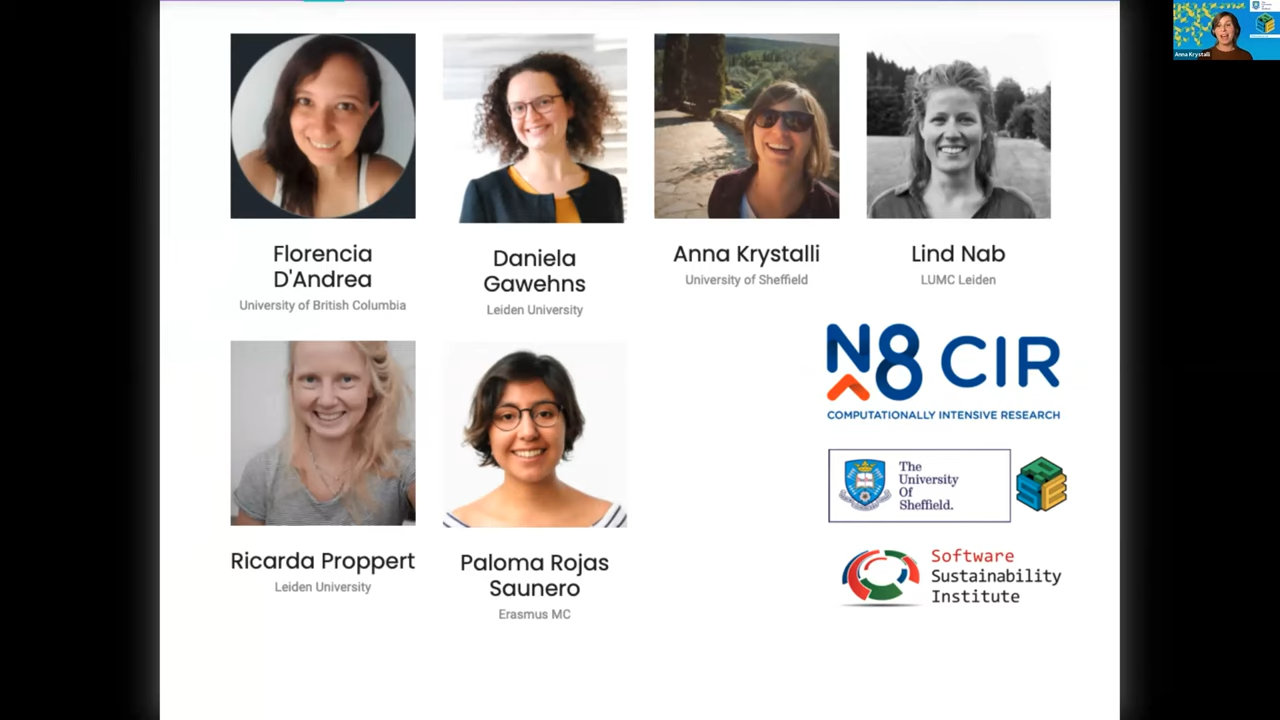 Anna Krystalli
Florencia
D'Andrea
University of British Columbia
Daniela
Gawehns
Leiden University
Anna Krystalli
University of Sheffield
Lind Nab
LUMC Leiden
Ricarda Proppert
Leiden University
Paloma Rojas
Saunero
Erasmus MC
N8 CIR
COMPUTATIONALLY INTENSIVE RESEARCH
The
University
Of
Sheffield.
Software
Sustainability
Institute